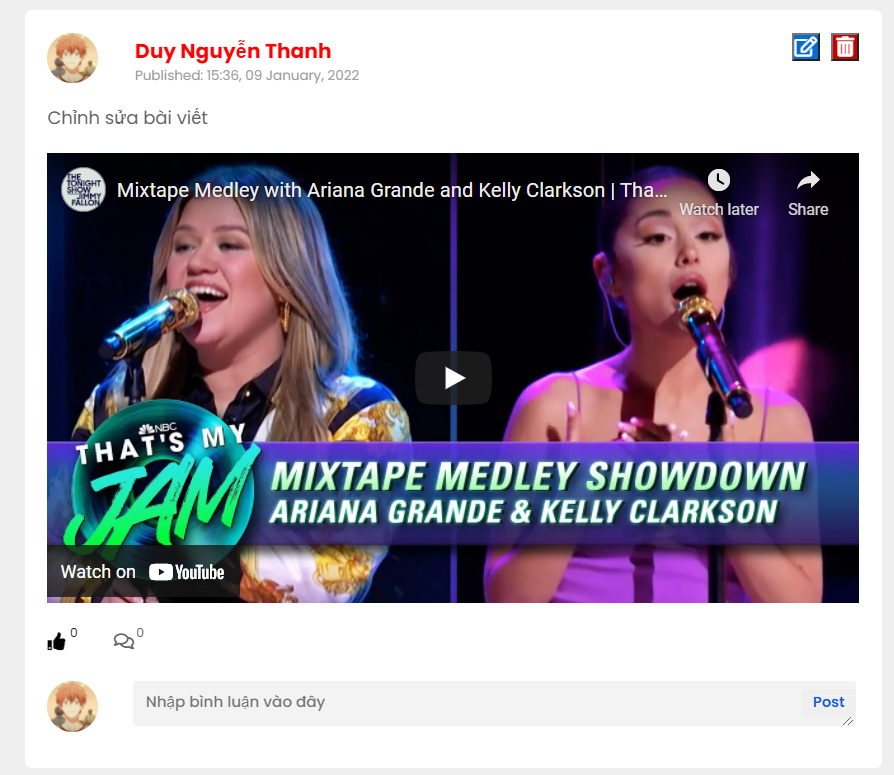 Duy Nguyễn Thanh
Published: 15:36, 09 January, 2022
Chỉnh sửa bài viết
THE TONIGHT SHOW JIMMY FALLON
Mixtape Medley with Ariana Grande and Kelly Clarkson | Tha...
Watch later
Share
NBC
THAT'S MY
JAM
MIXTAPE MEDLEY SHOWDOWN
ARIANA GRANDE & KELLY CLARKSON
Watch on YouTube
0
0
Nhập bình luận vào đây
Post